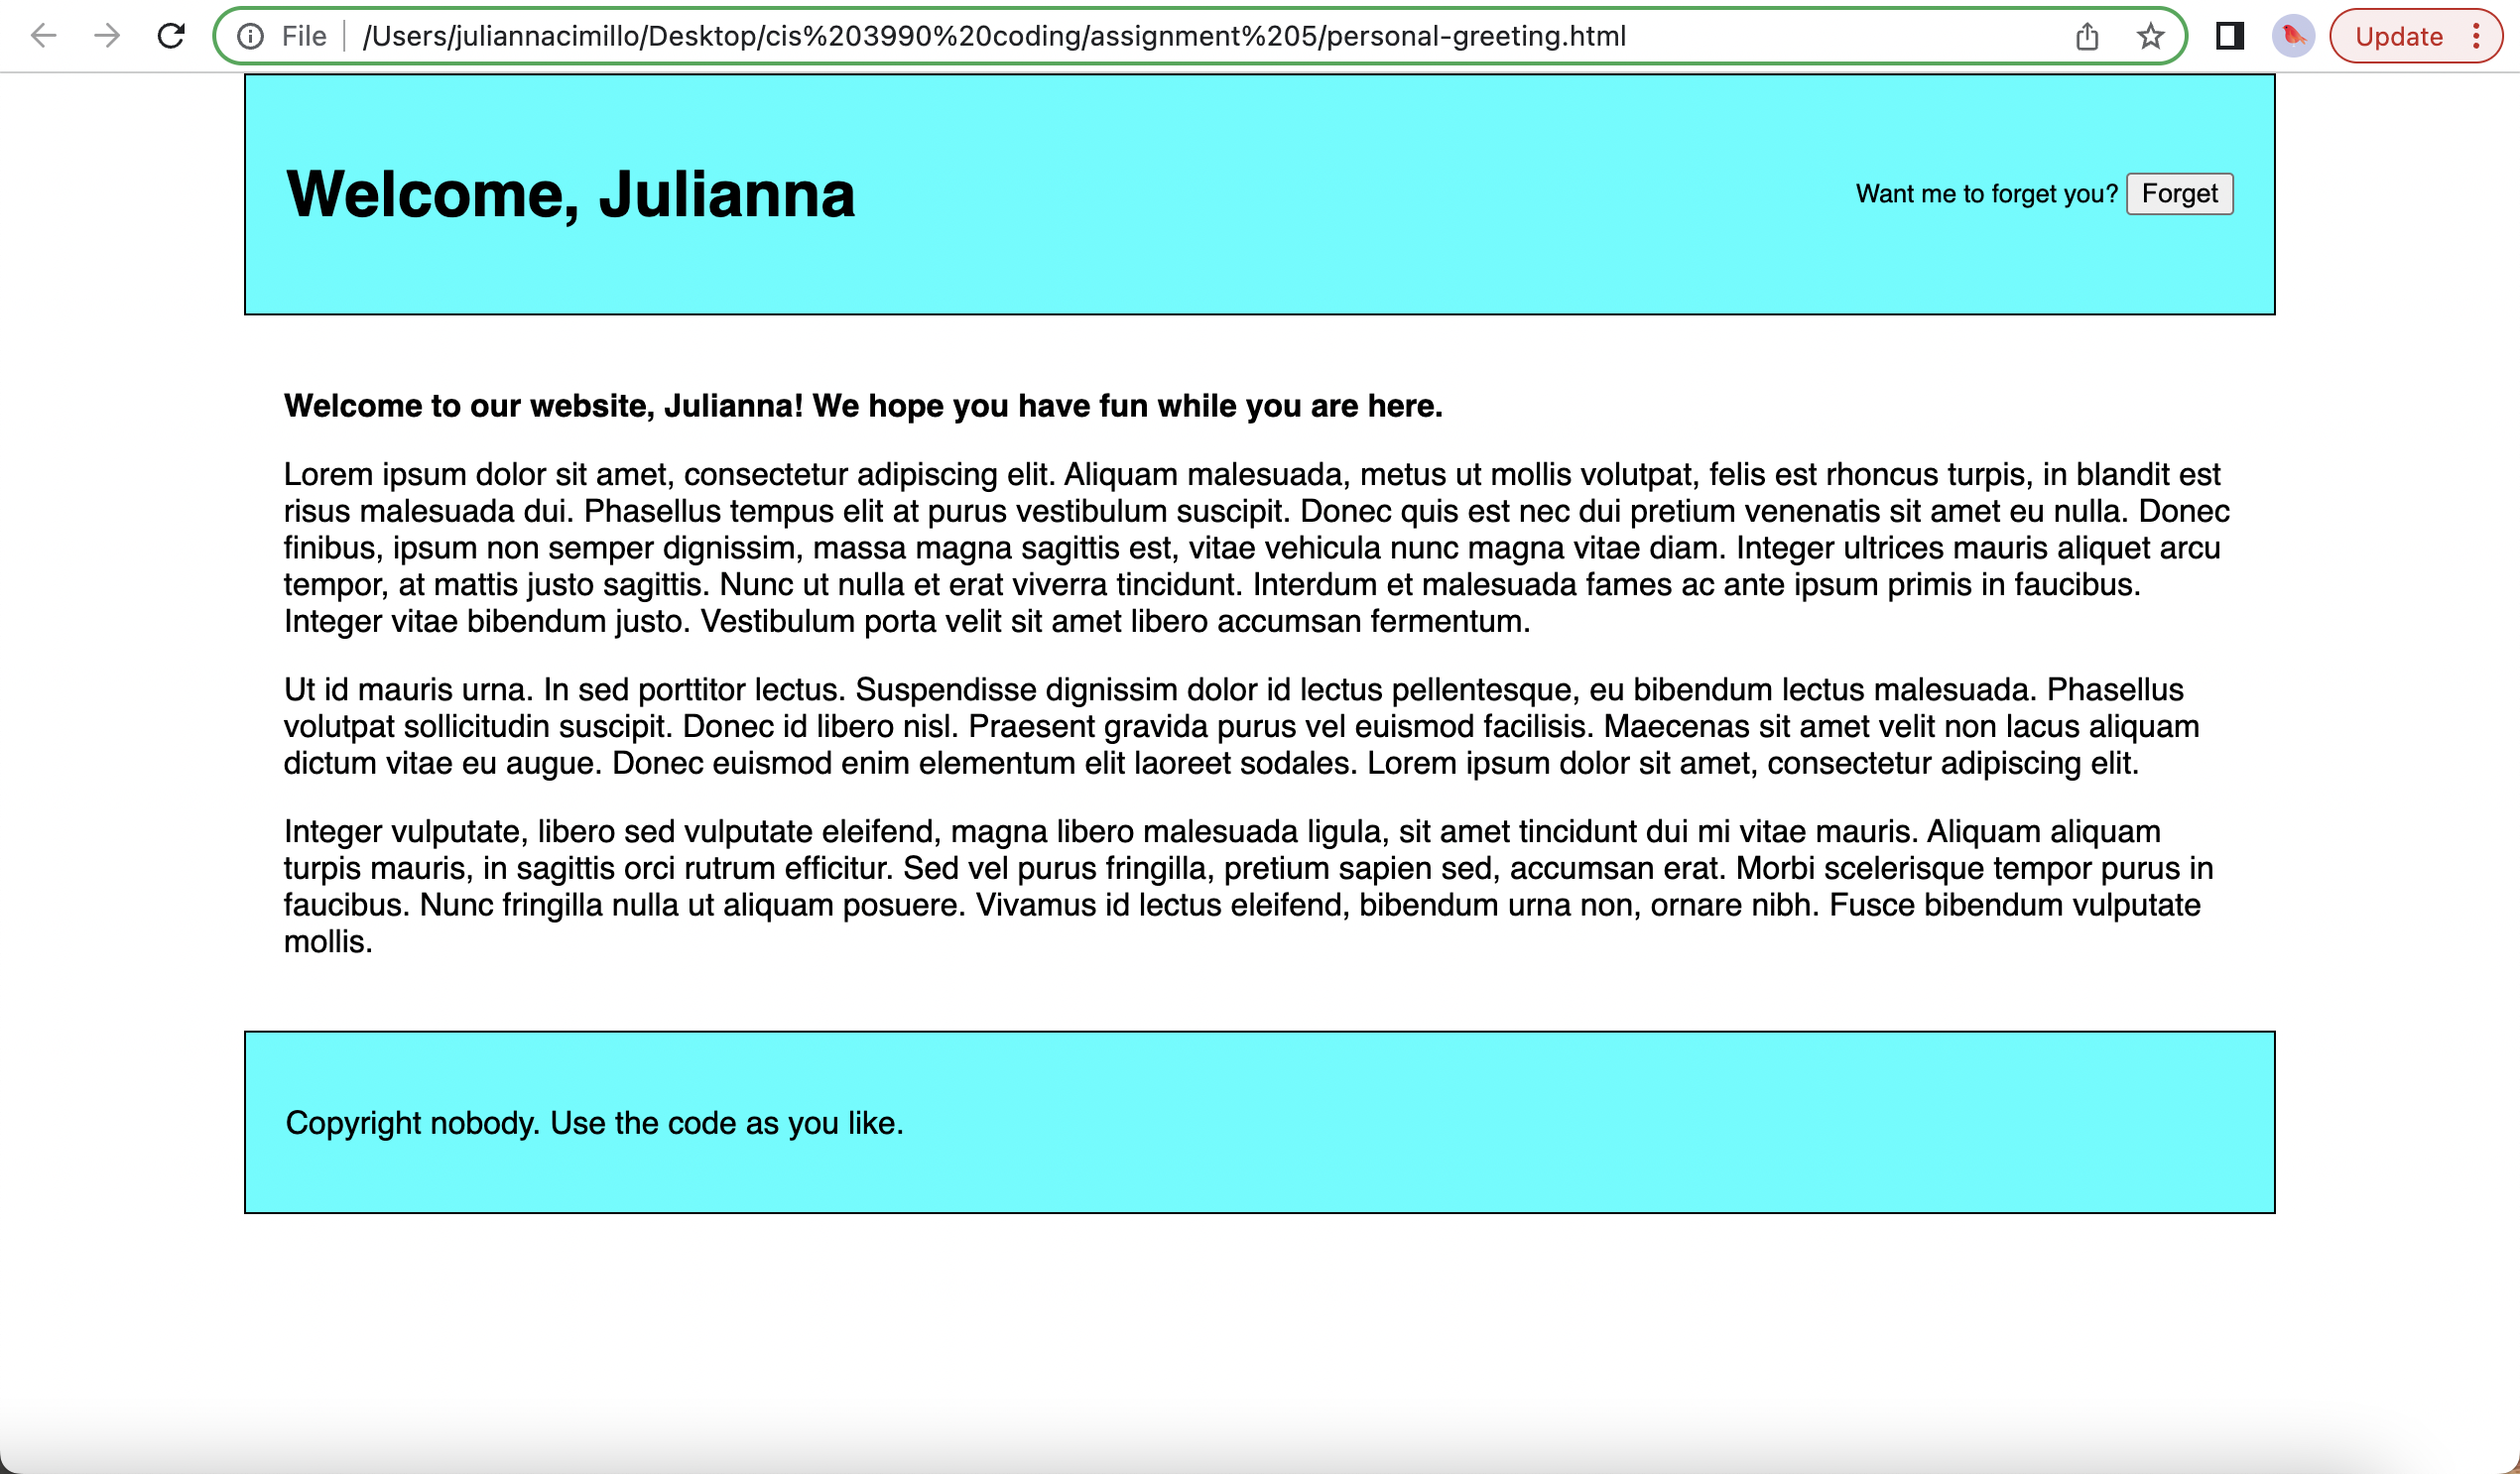 File /Users/juliannacimillo/Desktop/cis%203990%20coding/assignment%205/personal-greeting.html Update
Welcome, Julianna
Want me to forget you? Forget
Welcome to our website, Julianna! We hope you have fun while you are here.
Lorem ipsum dolor sit amet, consectetur adipiscing elit. Aliquam malesuada, metus ut mollis volutpat, felis est rhoncus turpis, in blandit est
risus malesuada dui. Phasellus tempus elit at purus vestibulum suscipit. Donec quis est nec dui pretium venenatis sit amet eu nulla. Donec
finibus, ipsum non semper dignissim, massa magna sagittis est, vitae vehicula nunc magna vitae diam. Integer ultrices mauris aliquet arcu
tempor, at mattis justo sagittis. Nunc ut nulla et erat viverra tincidunt. Interdum et malesuada fames ac ante ipsum primis in faucibus.
Integer vitae bibendum justo. Vestibulum porta velit sit amet libero accumsan fermentum.
Ut id mauris urna. In sed porttitor lectus. Suspendisse dignissim dolor id lectus pellentesque, eu bibendum lectus malesuada. Phasellus
volutpat sollicitudin suscipit. Donec id libero nisl. Praesent gravida purus vel euismod facilisis. Maecenas sit amet velit non lacus aliquam
dictum vitae eu augue. Donec euismod enim elementum elit laoreet sodales. Lorem ipsum dolor sit amet, consectetur adipiscing elit.
Integer vulputate, libero sed vulputate eleifend, magna libero malesuada ligula, sit amet tincidunt dui mi vitae mauris. Aliquam aliquam
turpis mauris, in sagittis orci rutrum efficitur. Sed vel purus fringilla, pretium sapien sed, accumsan erat. Morbi scelerisque tempor purus in
faucibus. Nunc fringilla nulla ut aliquam posuere. Vivamus id lectus eleifend, bibendum urna non, ornare nibh. Fusce bibendum vulputate
mollis.
Copyright nobody. Use the code as you like.